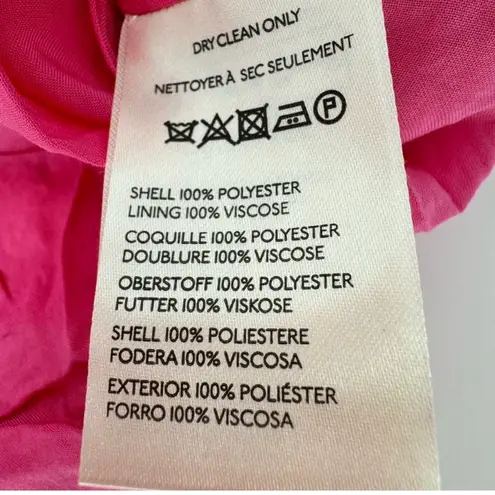 DRY CLEAN ONLY
NETTOYER À SEC SEULEMENT
P
SHELL 100% POLYESTER
LINING 100% VISCOSE
COQUILLE 100% POLYESTER
DOUBLURE 100% VISCOSE
OBERSTOFF 100% POLYESTER
FUTTER 100% VISKOSE
SHELL 100% POLIESTERE
FODERA 100% VISCOSA
EXTERIOR 100% POLIÉSTER
FORRO 100% VISCOSA